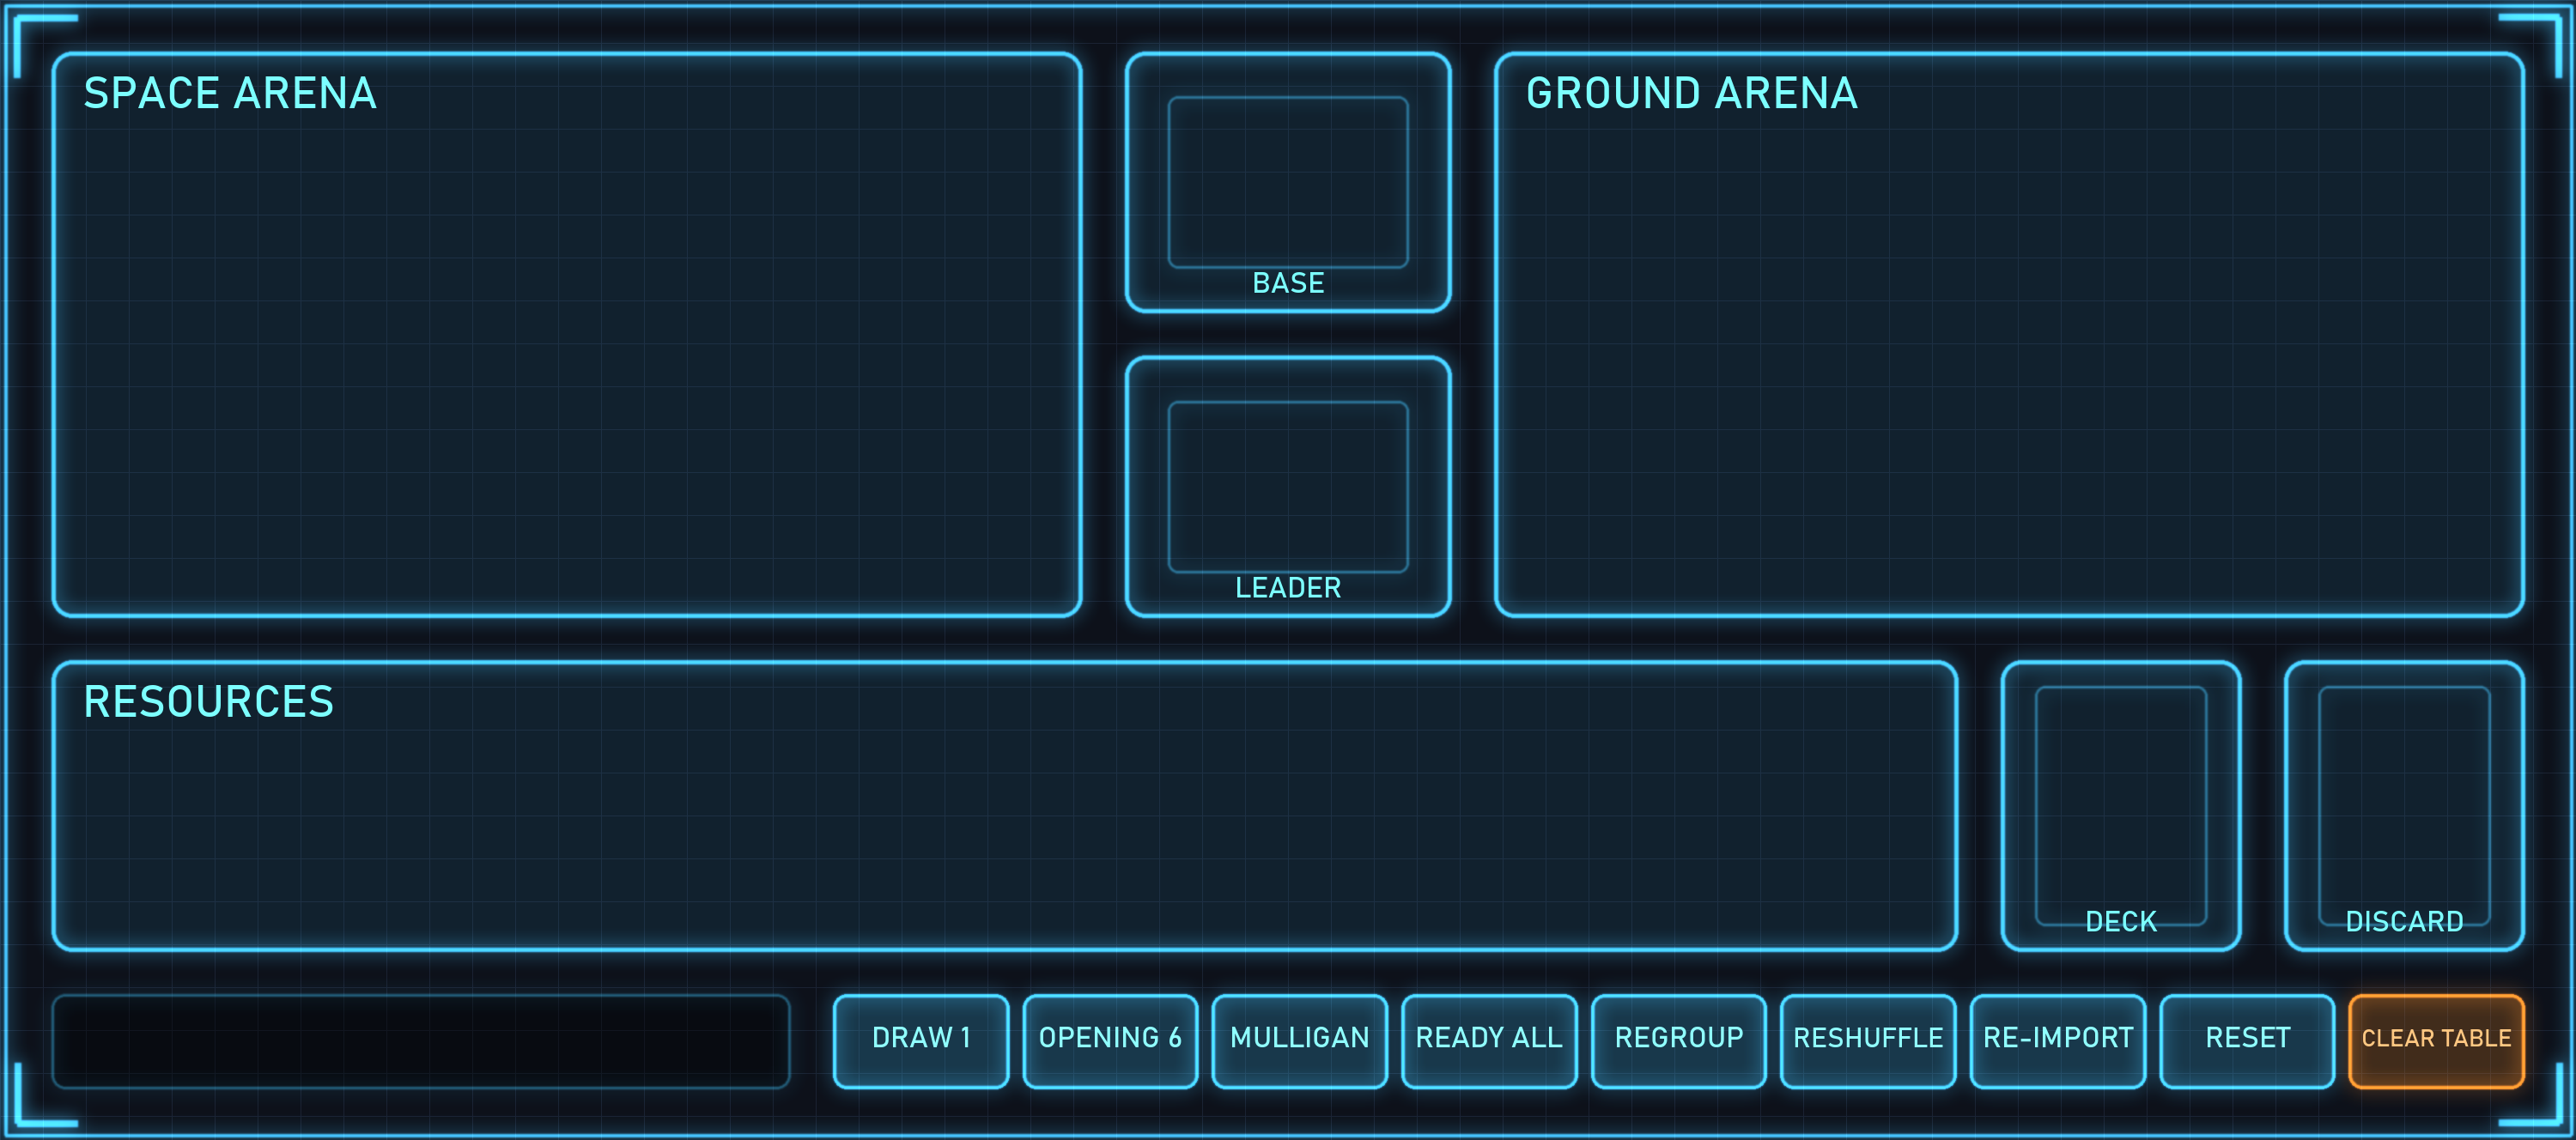 SPACE ARENA
GROUND ARENA
BASE
LEADER
RESOURCES
DECK
DISCARD
DRAW 1
OPENING 6
MULLIGAN
READY ALL
REGROUP
RESHUFFLE
RE-IMPORT
RESET
CLEAR TABLE